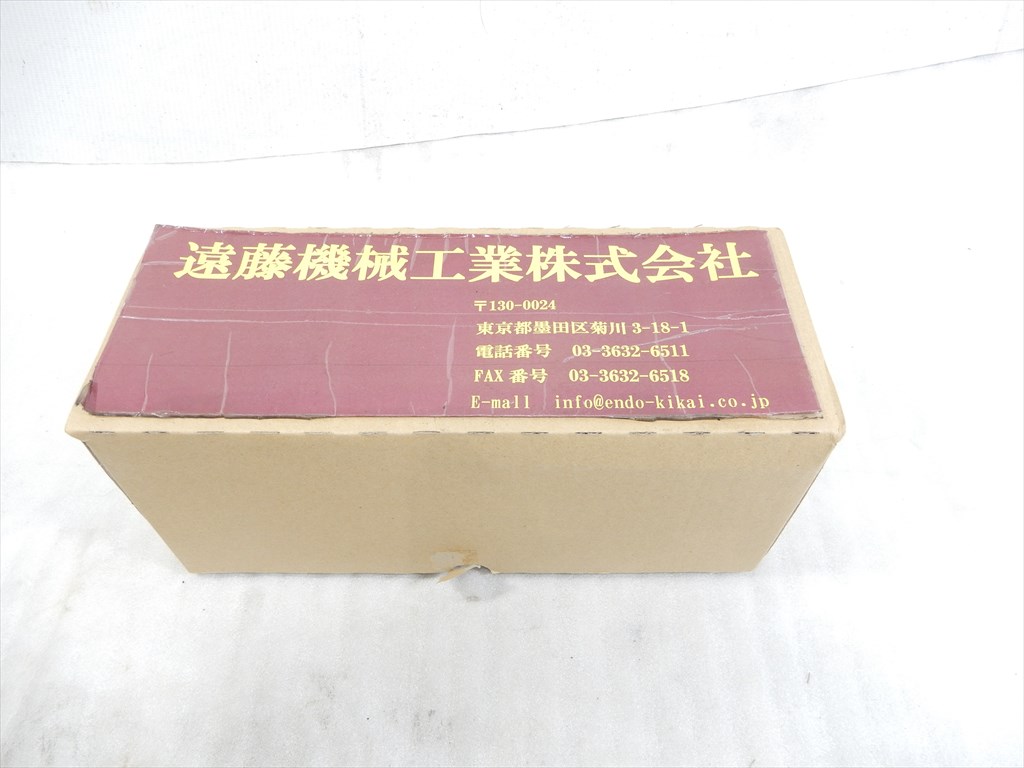 遠藤機械工業株式会社
〒130-0024
東京都墨田区菊川 3-18-1
電話番号 03-3632-6511
FAX 番号 03-3632-6518
E-mail info@endo-kikai.co.jp